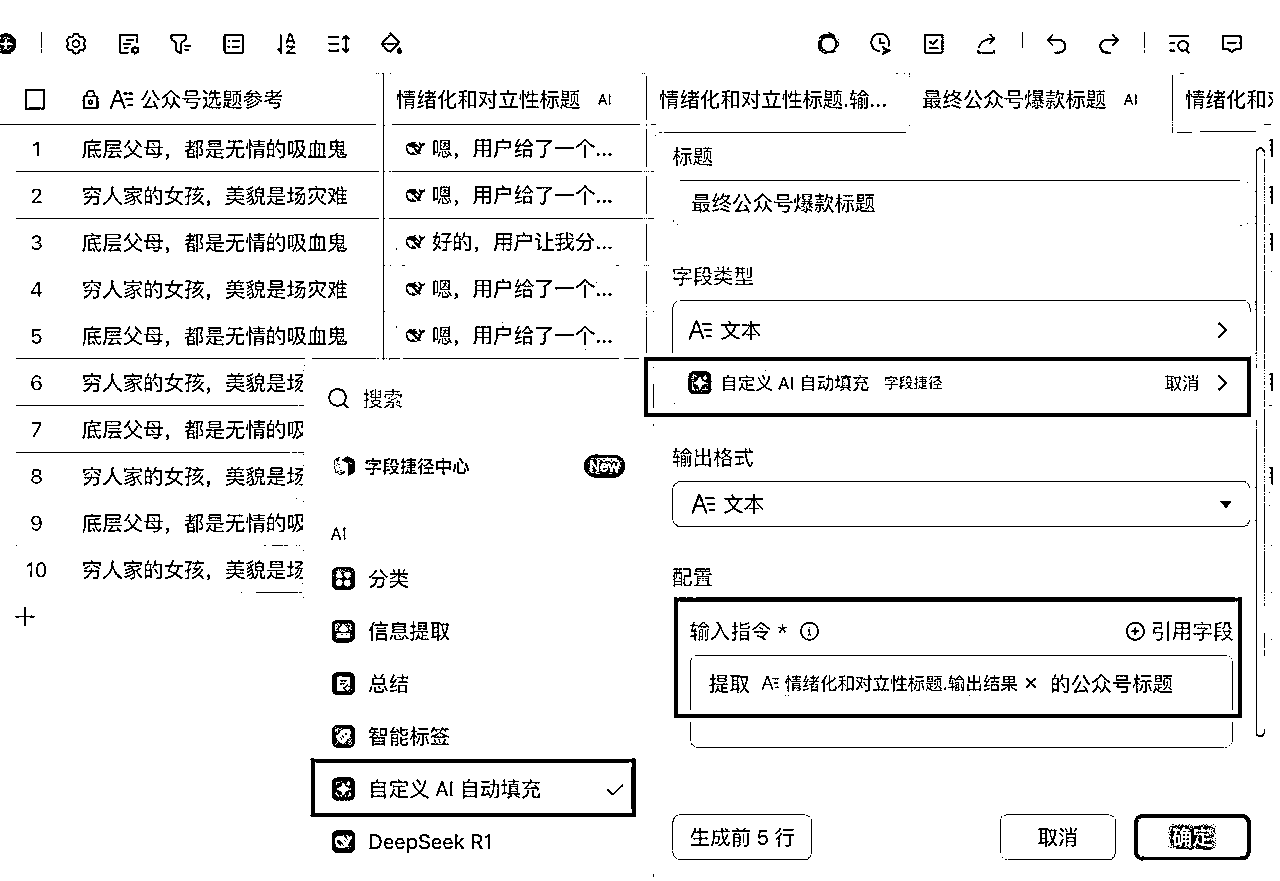 公众号选题参考 情绪化和对立性标题 AI 情绪化和对立性标题.输... 最终公众号爆款标题 AI 情绪化和对
1 底层父母，都是无情的吸血鬼 嗯，用户给了一个...
2 穷人家的女孩，美貌是场灾难 嗯，用户给了一个...
3 底层父母，都是无情的吸血鬼 好的，用户让我分...
4 穷人家的女孩，美貌是场灾难 嗯，用户给了一个...
5 底层父母，都是无情的吸血鬼 嗯，用户给了一个...
6 穷人家的女孩，美貌是场
7 底层父母，都是无情的吸
8 穷人家的女孩，美貌是场
9 底层父母，都是无情的吸
10 穷人家的女孩，美貌是场
搜索
字段捷径中心 New
AI
分类
信息提取
总结
智能标签
自定义 AI 自动填充
DeepSeek R1
标题
最终公众号爆款标题
字段类型
文本
自定义 AI 自动填充 字段捷径 取消
输出格式
文本
配置
输入指令 * 引用字段
提取 情绪化和对立性标题.输出结果 × 的公众号标题
生成前 5 行 取消 确定